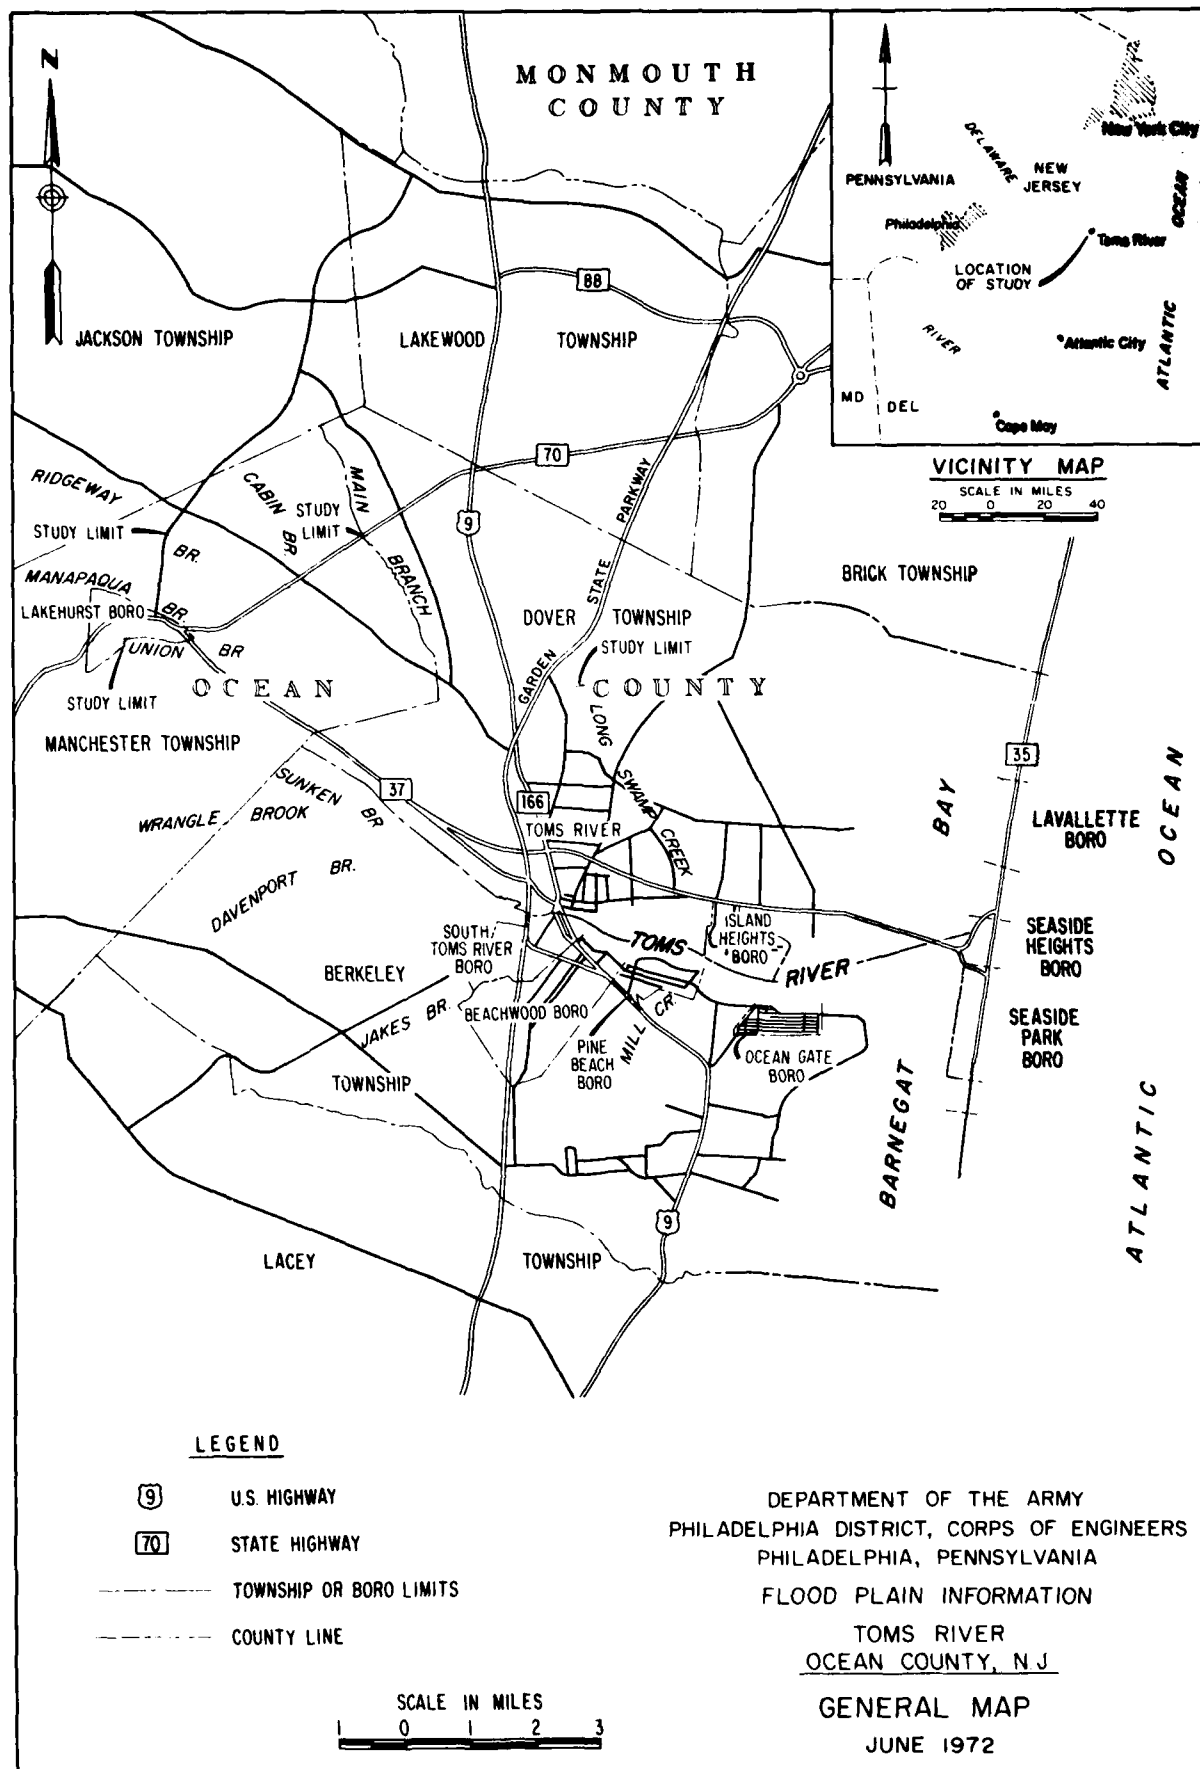 N
MONMOUTH
COUNTY
DELAWARE
New York City
PENNSYLVANIA
NEW
JERSEY
OCEAN
Philadelphia
Toms River
LOCATION
OF STUDY
RIVER
Atlantic City
ATLANTIC
MD
DEL
Cape May
VICINITY MAP
SCALE IN MILES
20 0 20 40
88
JACKSON TOWNSHIP
LAKEWOOD TOWNSHIP
70
RIDGEWAY
BR.
CABIN
BR.
MAIN
BRANCH
STUDY LIMIT
STUDY
LIMIT
9
GARDEN STATE PARKWAY
MANAPAQUA
BR.
LAKEHURST BORO
UNION BR
STUDY LIMIT
BRICK TOWNSHIP
DOVER TOWNSHIP
STUDY LIMIT
OCEAN COUNTY
MANCHESTER TOWNSHIP
LONG SWAMP CREEK
SUNKEN
BR
37
166
35
WRANGLE BROOK
TOMS RIVER
DAVENPORT BR.
BAY
LAVALLETTE
BORO
OCEAN
SOUTH
TOMS RIVER
BORO
TOMS
RIVER
ISLAND
HEIGHTS
BORO
SEASIDE
HEIGHTS
BORO
BERKELEY
JAKES BR.
BEACHWOOD BORO
MILL CR.
PINE
BEACH
BORO
OCEAN GATE
BORO
SEASIDE
PARK
BORO
TOWNSHIP
BARNEGAT
ATLANTIC
9
LACEY TOWNSHIP
LEGEND
9 U.S. HIGHWAY
70 STATE HIGHWAY
TOWNSHIP OR BORO LIMITS
COUNTY LINE
SCALE IN MILES
1 0 1 2 3
DEPARTMENT OF THE ARMY
PHILADELPHIA DISTRICT, CORPS OF ENGINEERS
PHILADELPHIA, PENNSYLVANIA
FLOOD PLAIN INFORMATION
TOMS RIVER
OCEAN COUNTY, N.J
GENERAL MAP
JUNE 1972